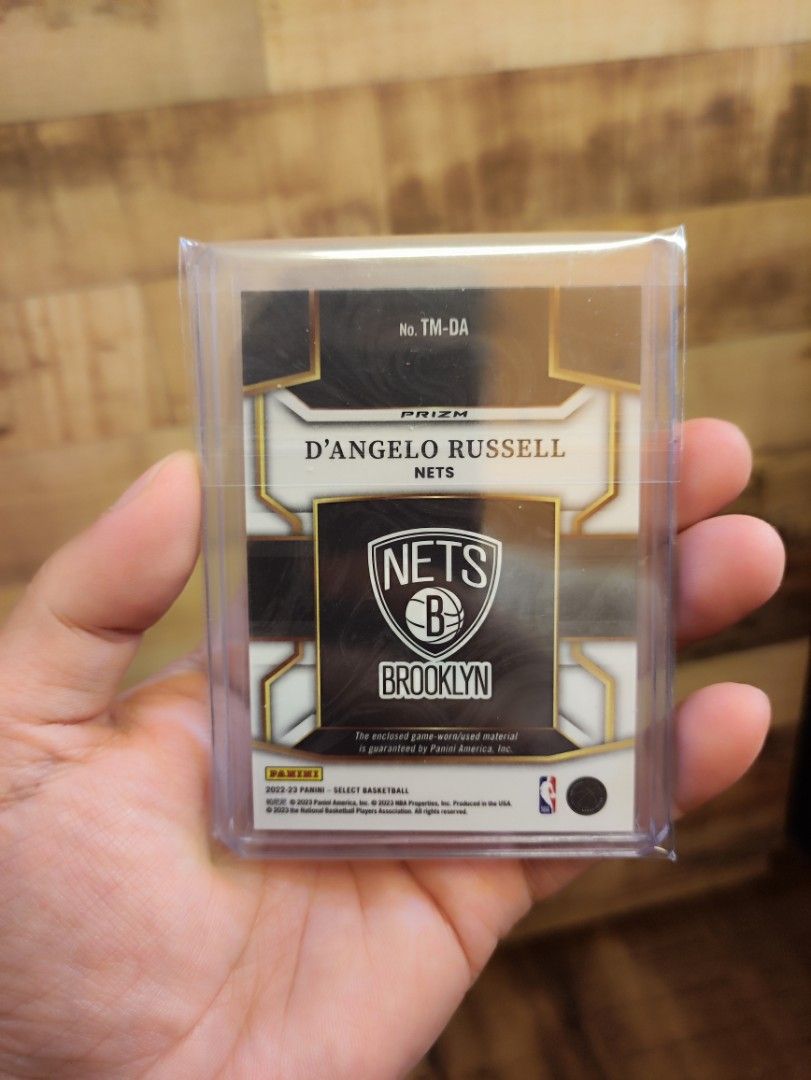 No. TM-DA
PRIZM
D'ANGELO RUSSELL
NETS
NETS
B
BROOKLYN
The enclosed game-worn/used material
is guaranteed by Panini America, Inc.
PANINI
2022-23 PANINI - SELECT BASKETBALL
© 2023 Panini America, Inc. © 2023 NBA Properties, Inc. Produced in the USA.
© 2023 the National Basketball Players Association. All rights reserved.